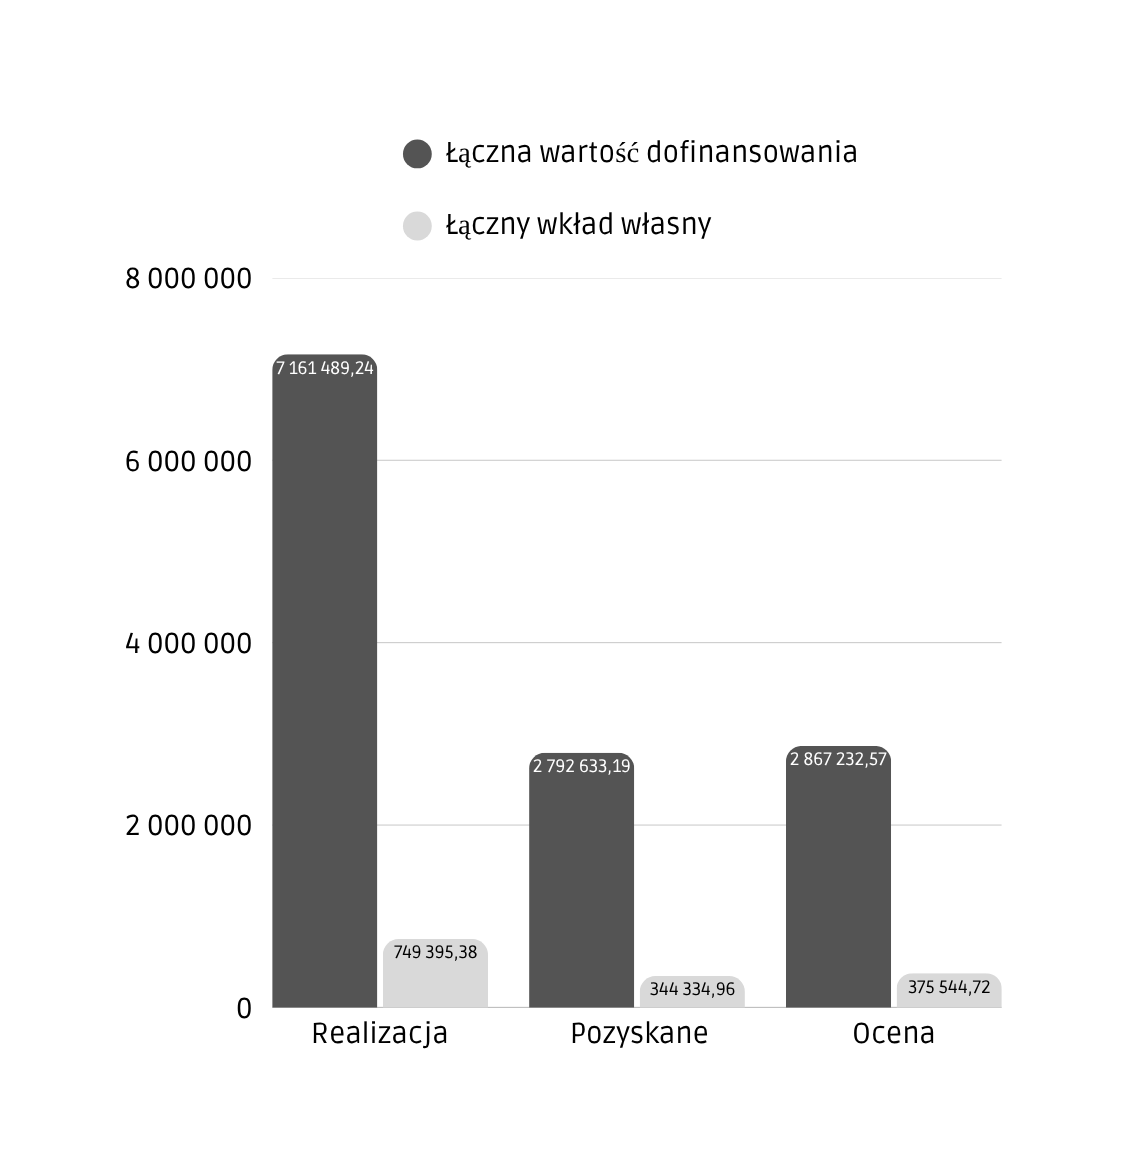 Łączna wartość dofinansowania
Łączny wkład własny
8 000 000
7 161 489,24
6 000 000
4 000 000
2 792 633,19
2 867 232,57
2 000 000
749 395,38
344 334,96
375 544,72
0
Realizacja
Pozyskane
Ocena